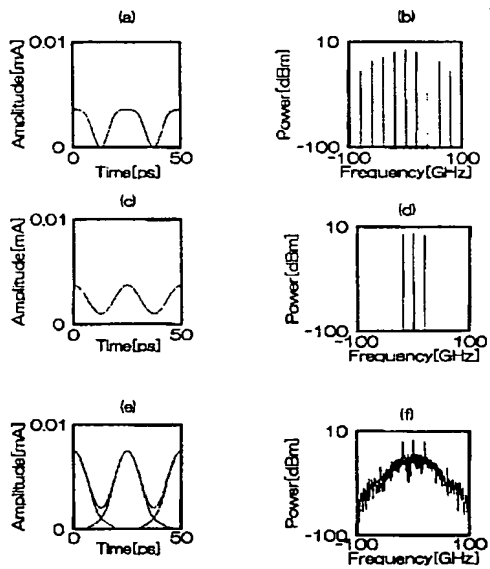 (a)
0.01
Amplitude[mA]
0
0
50
Time[ps]
(b)
10
Power[dBm]
-100
-100
100
Frequency[GHz]
(c)
0.01
Amplitude[mA]
0
0
50
Time[ps]
(d)
10
Power[dBm]
-100
-100
100
Frequency[GHz]
(e)
0.01
Amplitude[mA]
0
0
50
Time[ps]
(f)
10
Power[dBm]
-100
-100
100
Frequency[GHz]